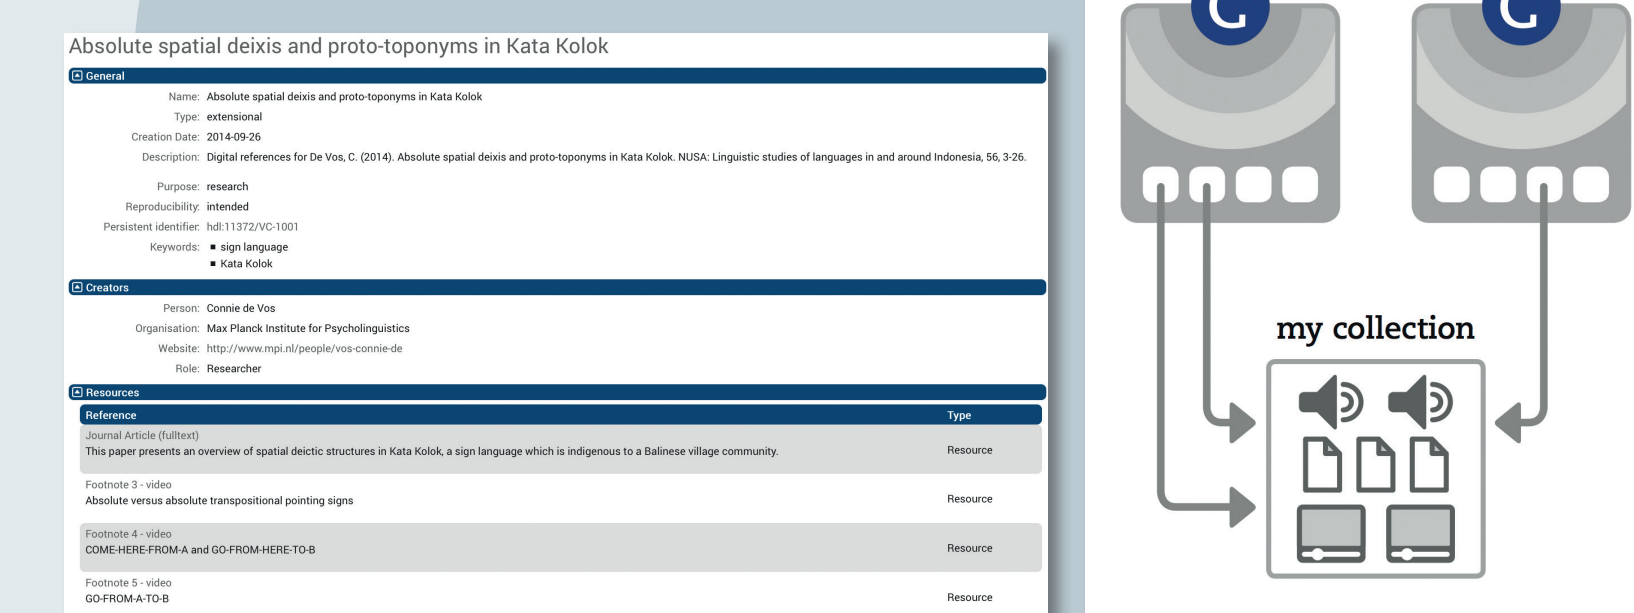 Absolute spatial deixis and proto-toponyms in Kata Kolok
General
Name: Absolute spatial deixis and proto-toponyms in Kata Kolok
Type: extensional
Creation Date: 2014-09-26
Description: Digital references for De Vos, C. (2014). Absolute spatial deixis and proto-toponyms in Kata Kolok. NUSA: Linguistic studies of languages in and around Indonesia, 56, 3-26.
Purpose: research
Reproducibility: intended
Persistent identifier: hdl:11372/VC-1001
Keywords: ▪ sign language
▪ Kata Kolok
Creators
Person: Connie de Vos
Organisation: Max Planck Institute for Psycholinguistics
Website: http://www.mpi.nl/people/vos-connie-de
Role: Researcher
Resources
Reference Type
Journal Article (fulltext)
This paper presents an overview of spatial deictic structures in Kata Kolok, a sign language which is indigenous to a Balinese village community. Resource
Footnote 3 - video
Absolute versus absolute transpositional pointing signs Resource
Footnote 4 - video
COME-HERE-FROM-A and GO-FROM-HERE-TO-B Resource
Footnote 5 - video
GO-FROM-A-TO-B Resource
G G
my collection